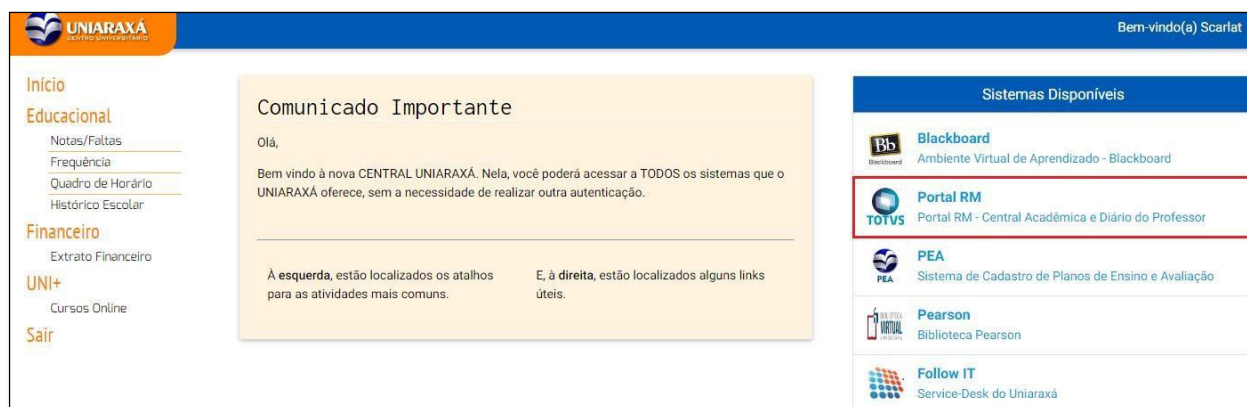 UNIARAXÁ
CENTRO UNIVERSITÁRIO
Bem-vindo(a) Scarlat
Início
Educacional
Notas/Faltas
Frequência
Quadro de Horário
Histórico Escolar
Financeiro
Extrato Financeiro
UNI+
Cursos Online
Sair
Comunicado Importante
Olá,
Bem vindo à nova CENTRAL UNIARAXÁ. Nela, você poderá acessar a TODOS os sistemas que o
UNIARAXÁ oferece, sem a necessidade de realizar outra autenticação.
À esquerda, estão localizados os atalhos
para as atividades mais comuns.
E, à direita, estão localizados alguns links
úteis.
Sistemas Disponíveis
Bb
Blackboard
Blackboard
Ambiente Virtual de Aprendizado - Blackboard
TOTVS
Portal RM
Portal RM - Central Acadêmica e Diário do Professor
PEA
PEA
Sistema de Cadastro de Planos de Ensino e Avaliação
VIRTUAL
Pearson
Biblioteca Pearson
Follow IT
Service-Desk do Uniaraxá